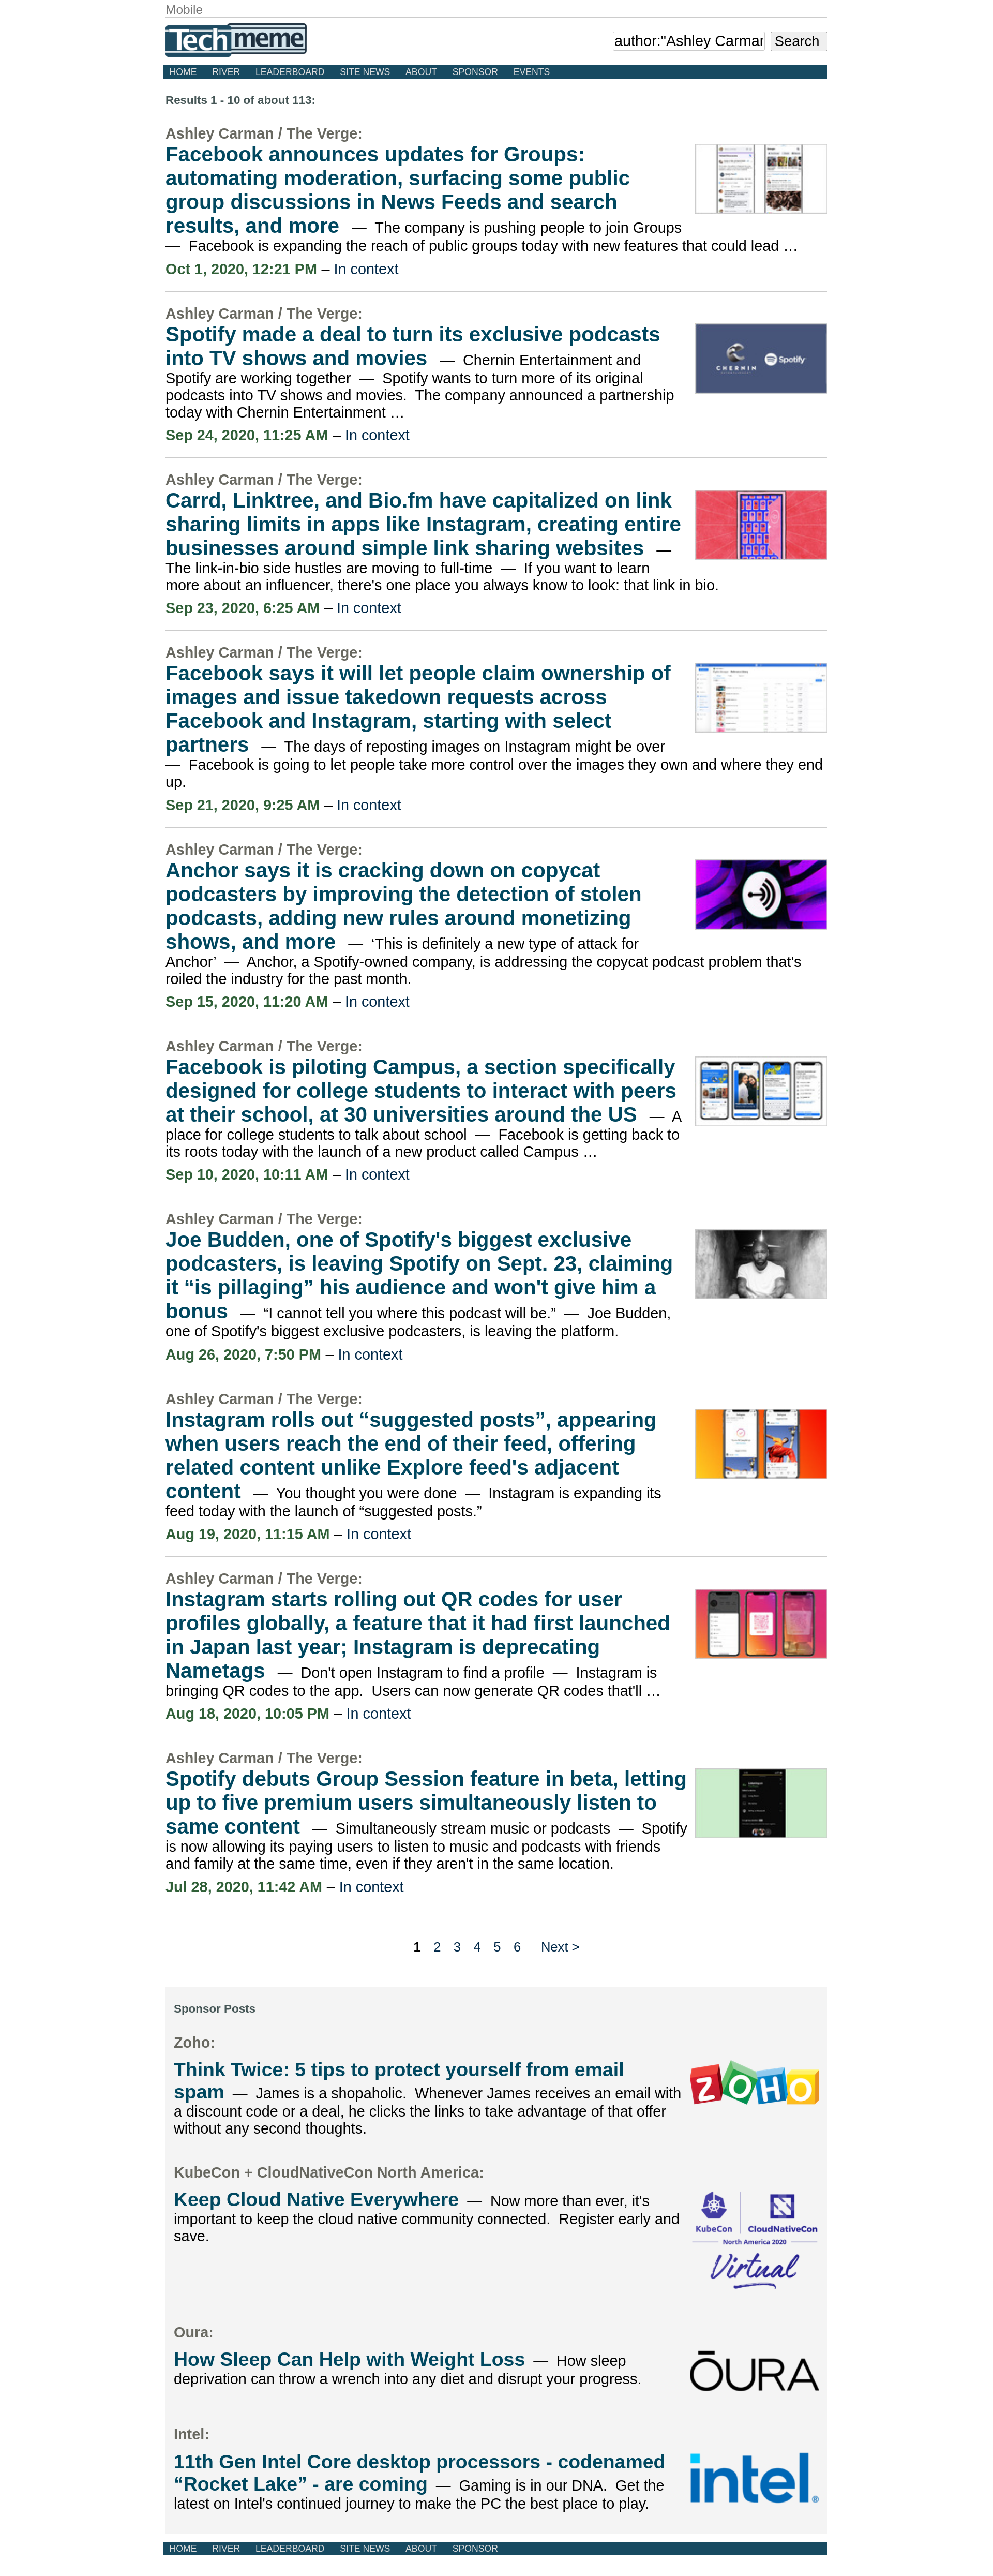 Mobile
Techmeme
author:"Ashley Carmar
Search
HOME RIVER LEADERBOARD SITE NEWS ABOUT SPONSOR EVENTS
Results 1 - 10 of about 113:
Ashley Carman / The Verge:
Facebook announces updates for Groups:
automating moderation, surfacing some public
group discussions in News Feeds and search
results, and more — The company is pushing people to join Groups
— Facebook is expanding the reach of public groups today with new features that could lead …
Oct 1, 2020, 12:21 PM – In context
Ashley Carman / The Verge:
Spotify made a deal to turn its exclusive podcasts
into TV shows and movies — Chernin Entertainment and
Spotify are working together — Spotify wants to turn more of its original
podcasts into TV shows and movies. The company announced a partnership
today with Chernin Entertainment …
CHERNIN
Spotify
Sep 24, 2020, 11:25 AM – In context
Ashley Carman / The Verge:
Carrd, Linktree, and Bio.fm have capitalized on link
sharing limits in apps like Instagram, creating entire
businesses around simple link sharing websites —
The link-in-bio side hustles are moving to full-time — If you want to learn
more about an influencer, there's one place you always know to look: that link in bio.
Sep 23, 2020, 6:25 AM – In context
Ashley Carman / The Verge:
Facebook says it will let people claim ownership of
images and issue takedown requests across
Facebook and Instagram, starting with select
partners — The days of reposting images on Instagram might be over
— Facebook is going to let people take more control over the images they own and where they end
up.
Sep 21, 2020, 9:25 AM – In context
Ashley Carman / The Verge:
Anchor says it is cracking down on copycat
podcasters by improving the detection of stolen
podcasts, adding new rules around monetizing
shows, and more — ‘This is definitely a new type of attack for
Anchor’ — Anchor, a Spotify-owned company, is addressing the copycat podcast problem that's
roiled the industry for the past month.
Sep 15, 2020, 11:20 AM – In context
Ashley Carman / The Verge:
Facebook is piloting Campus, a section specifically
designed for college students to interact with peers
at their school, at 30 universities around the US — A
place for college students to talk about school — Facebook is getting back to
its roots today with the launch of a new product called Campus …
Sep 10, 2020, 10:11 AM – In context
Ashley Carman / The Verge:
Joe Budden, one of Spotify's biggest exclusive
podcasters, is leaving Spotify on Sept. 23, claiming
it “is pillaging” his audience and won't give him a
bonus — “I cannot tell you where this podcast will be.” — Joe Budden,
one of Spotify's biggest exclusive podcasters, is leaving the platform.
Aug 26, 2020, 7:50 PM – In context
Ashley Carman / The Verge:
Instagram rolls out “suggested posts”, appearing
when users reach the end of their feed, offering
related content unlike Explore feed's adjacent
content — You thought you were done — Instagram is expanding its
feed today with the launch of “suggested posts.”
Aug 19, 2020, 11:15 AM – In context
Ashley Carman / The Verge:
Instagram starts rolling out QR codes for user
profiles globally, a feature that it had first launched
in Japan last year; Instagram is deprecating
Nametags — Don't open Instagram to find a profile — Instagram is
bringing QR codes to the app. Users can now generate QR codes that'll …
Aug 18, 2020, 10:05 PM – In context
Ashley Carman / The Verge:
Spotify debuts Group Session feature in beta, letting
up to five premium users simultaneously listen to
same content — Simultaneously stream music or podcasts — Spotify
is now allowing its paying users to listen to music and podcasts with friends
and family at the same time, even if they aren't in the same location.
Jul 28, 2020, 11:42 AM – In context
1 2 3 4 5 6 Next >
Sponsor Posts
Zoho:
Think Twice: 5 tips to protect yourself from email
spam — James is a shopaholic. Whenever James receives an email with
a discount code or a deal, he clicks the links to take advantage of that offer
without any second thoughts.
ZOHO
KubeCon + CloudNativeCon North America:
Keep Cloud Native Everywhere — Now more than ever, it's
important to keep the cloud native community connected. Register early and
save.
KubeCon CloudNativeCon
North America 2020
Virtual
Oura:
How Sleep Can Help with Weight Loss — How sleep
deprivation can throw a wrench into any diet and disrupt your progress.
ŌURA
Intel:
11th Gen Intel Core desktop processors - codenamed
“Rocket Lake” - are coming — Gaming is in our DNA. Get the
latest on Intel's continued journey to make the PC the best place to play.
intel®
HOME RIVER LEADERBOARD SITE NEWS ABOUT SPONSOR